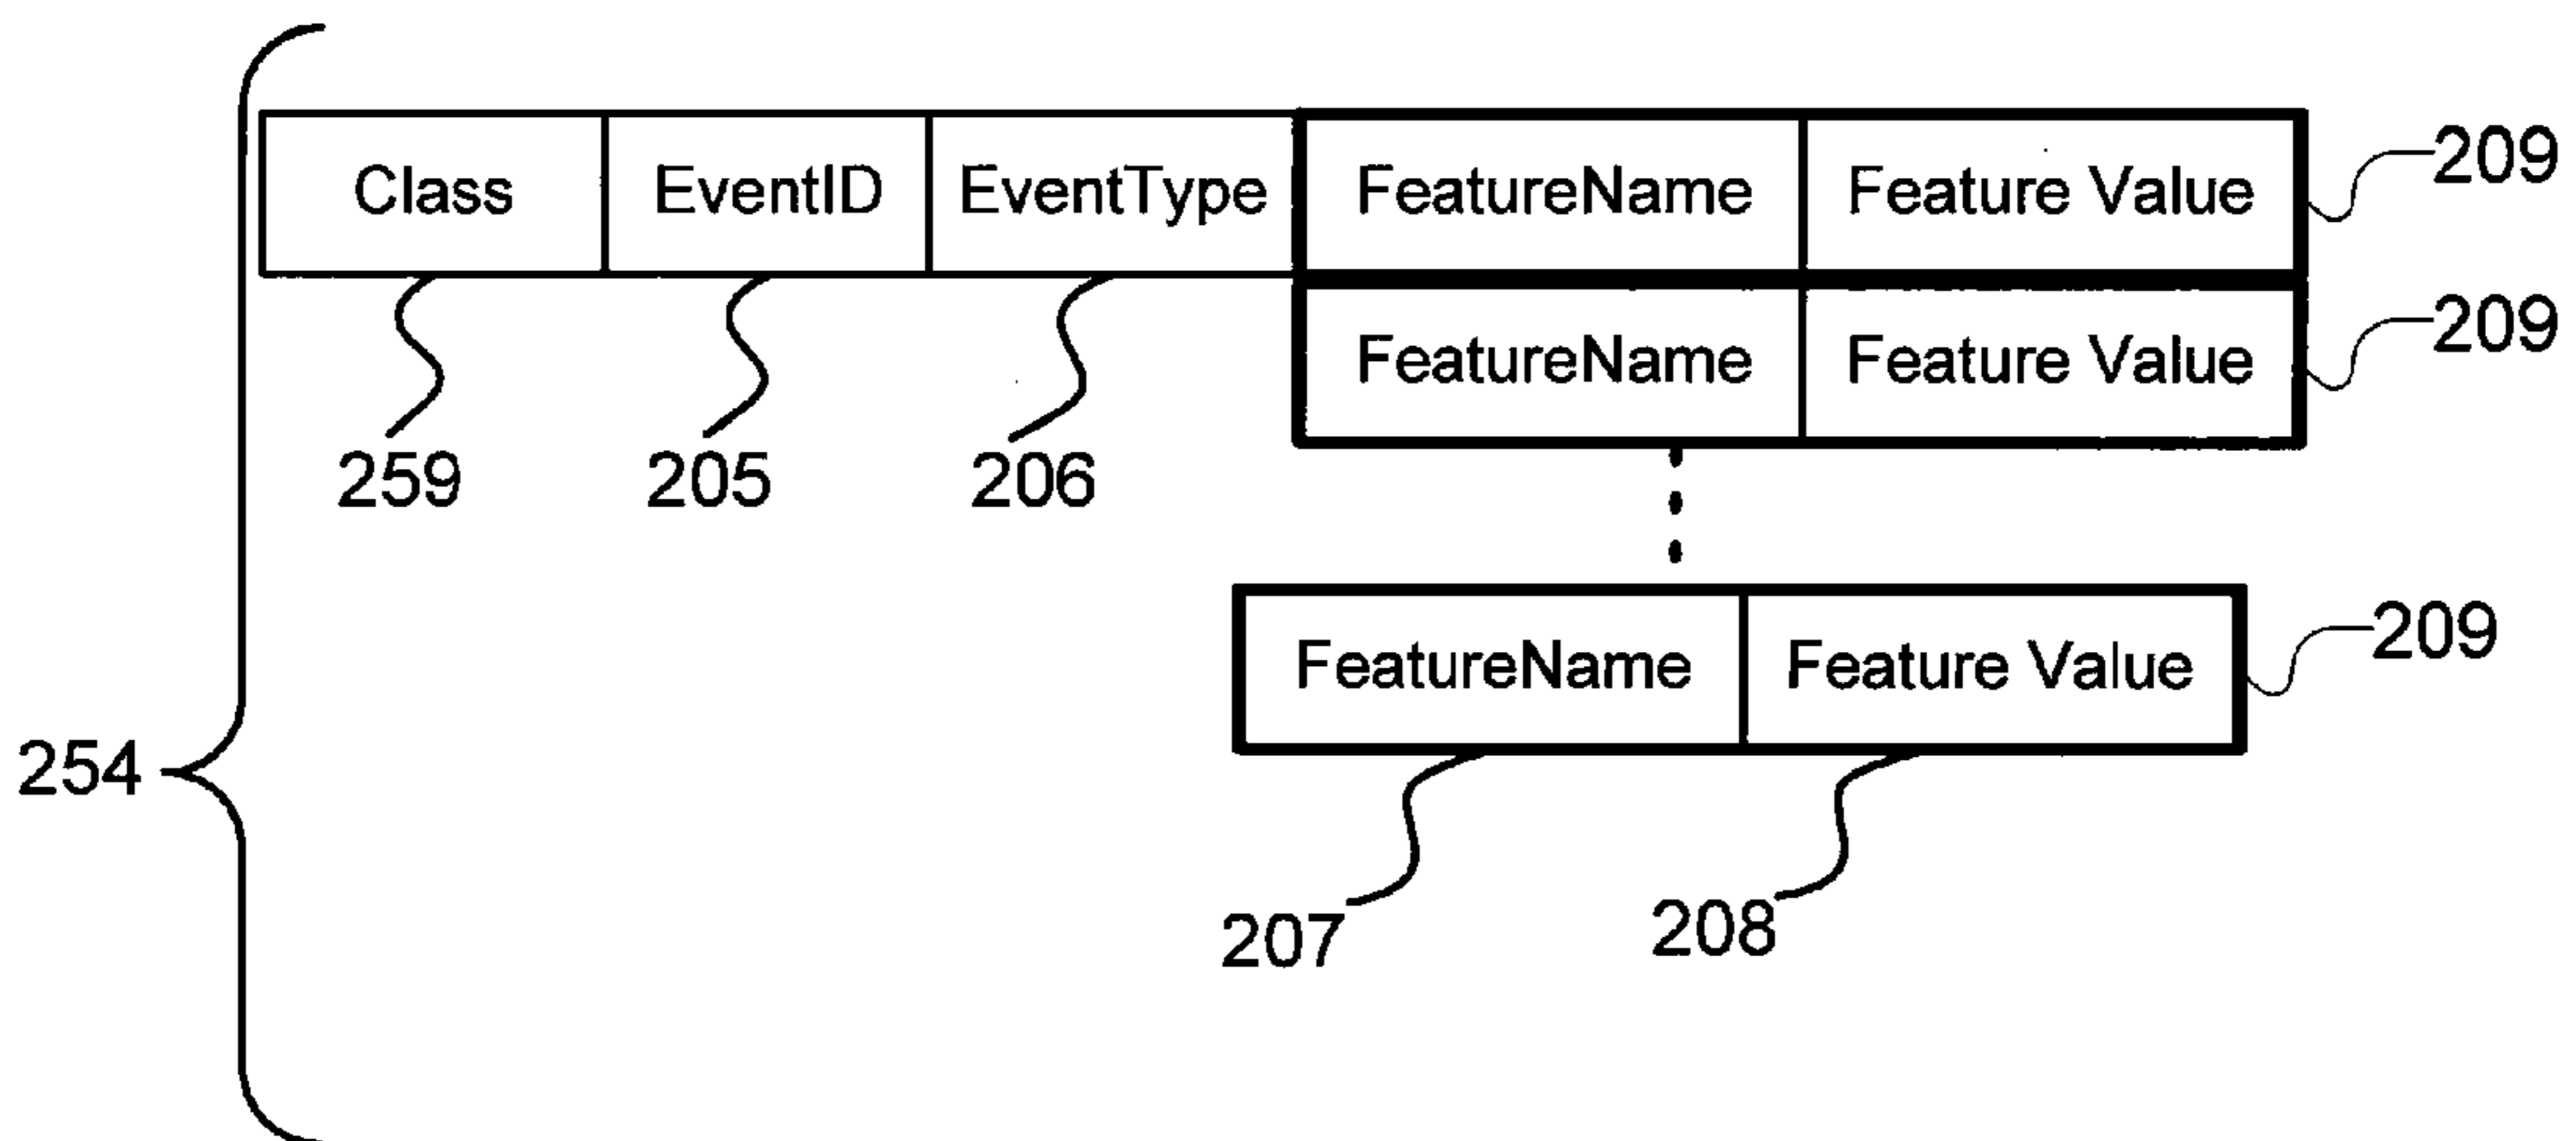 Class EventID EventType FeatureName Feature Value 209
FeatureName Feature Value 209
259 205 206
FeatureName Feature Value 209
254
207 208